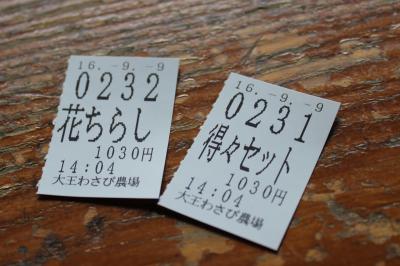 16.-9.-9
0232
花ちらし
1030円
14:04
大王わさび農場
16.-9.-9
0231
得々セット
1030円
14:04
大王わさび農場